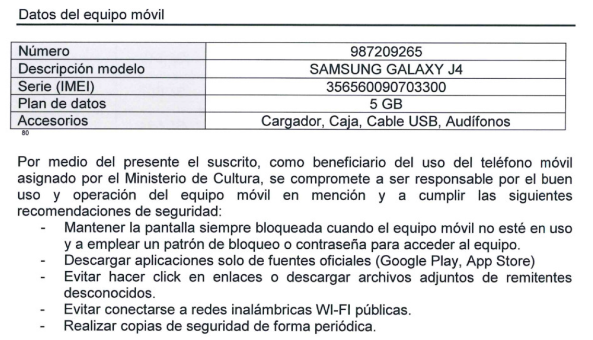 Datos del equipo móvil
Número 987209265
Descripción modelo SAMSUNG GALAXY J4
Serie (IMEI) 356560090703300
Plan de datos 5 GB
Accesorios Cargador, Caja, Cable USB, Audífonos
80
Por medio del presente el suscrito, como beneficiario del uso del teléfono móvil
asignado por el Ministerio de Cultura, se compromete a ser responsable por el buen
uso y operación del equipo móvil en mención y a cumplir las siguientes
recomendaciones de seguridad:
- Mantener la pantalla siempre bloqueada cuando el equipo móvil no esté en uso
y a emplear un patrón de bloqueo o contraseña para acceder al equipo.
- Descargar aplicaciones solo de fuentes oficiales (Google Play, App Store)
- Evitar hacer click en enlaces o descargar archivos adjuntos de remitentes
desconocidos.
- Evitar conectarse a redes inalámbricas WI-FI públicas.
- Realizar copias de seguridad de forma periódica.